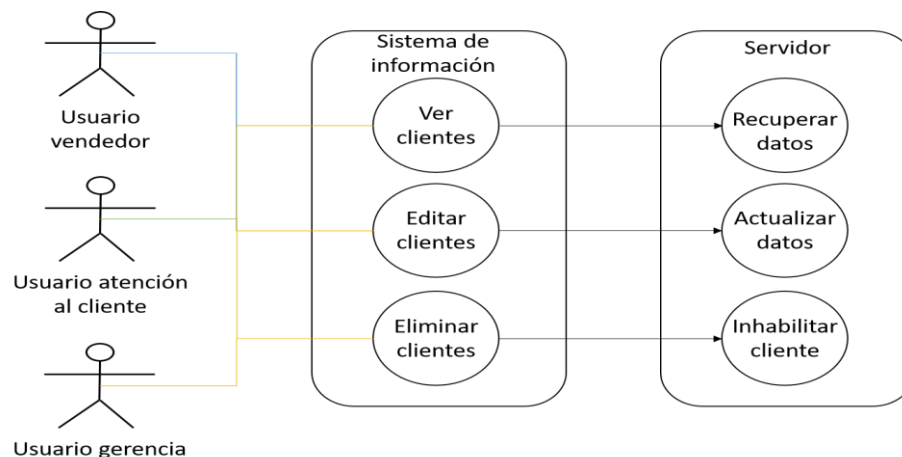 Usuario
vendedor
Usuario atención
al cliente
Usuario gerencia
Sistema de
información
Ver
clientes
Editar
clientes
Eliminar
clientes
Servidor
Recuperar
datos
Actualizar
datos
Inhabilitar
cliente